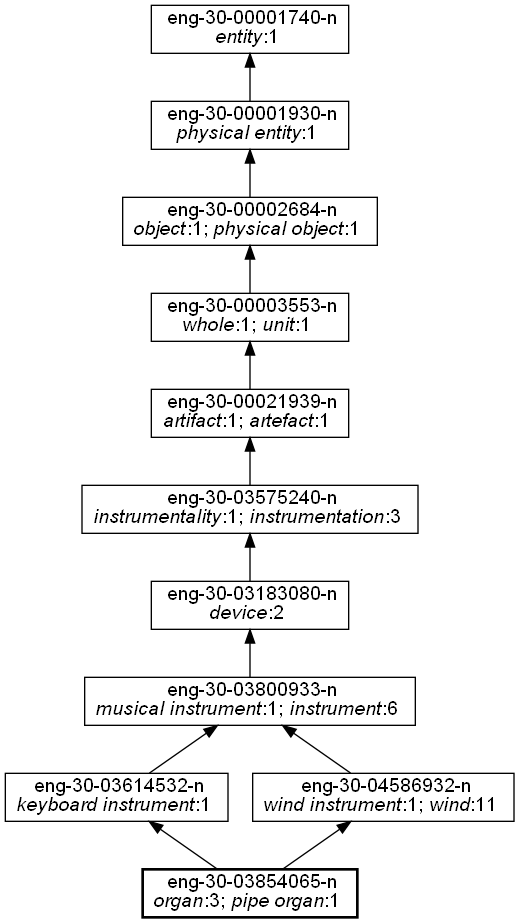 eng-30-00001740-n
entity:1
eng-30-00001930-n
physical entity:1
eng-30-00002684-n
object:1; physical object:1
eng-30-00003553-n
whole:1; unit:1
eng-30-00021939-n
artifact:1; artefact:1
eng-30-03575240-n
instrumentality:1; instrumentation:3
eng-30-03183080-n
device:2
eng-30-03800933-n
musical instrument:1; instrument:6
eng-30-03614532-n
keyboard instrument:1
eng-30-04586932-n
wind instrument:1; wind:11
eng-30-03854065-n
organ:3; pipe organ:1